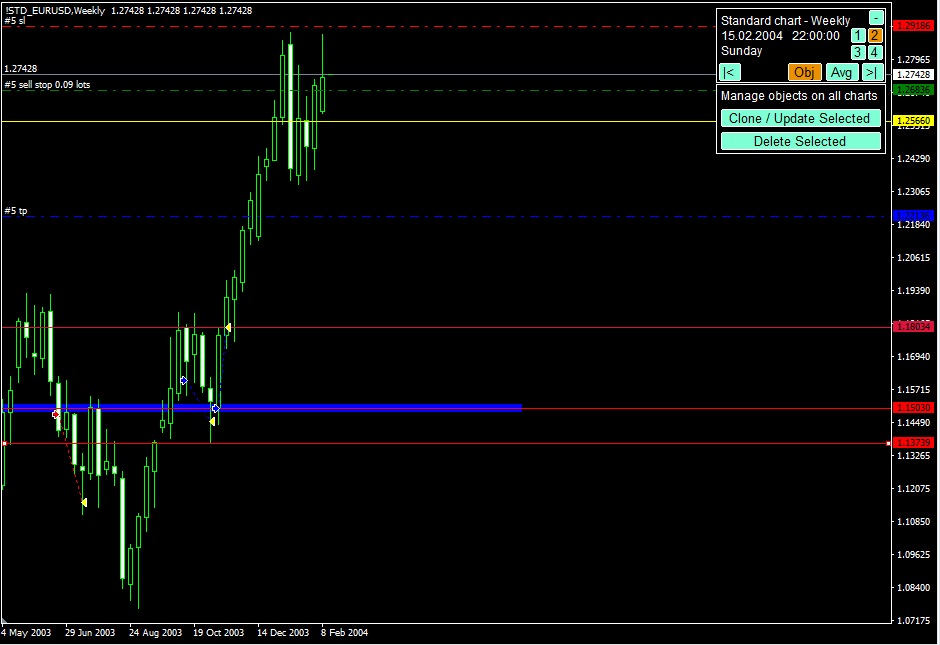 !STD_EURUSD,Weekly 1.27428 1.27428 1.27428 1.27428
#5 sl
1.27428
#5 sell stop 0.09 lots
#5 tp
Standard chart - Weekly
-
15.02.2004 22:00:00
1
2
Sunday
3
4
|<
Obj
Avg
>|
Manage objects on all charts
Clone / Update Selected
Delete Selected
1.29186
1.27965
1.27428
1.26836
1.25660
1.24290
1.23065
1.21840
1.20615
1.19390
1.18034
1.16940
1.15715
1.15030
1.14490
1.13739
1.13265
1.12075
1.10850
1.09625
1.08400
1.07175
4 May 2003
29 Jun 2003
24 Aug 2003
19 Oct 2003
14 Dec 2003
8 Feb 2004